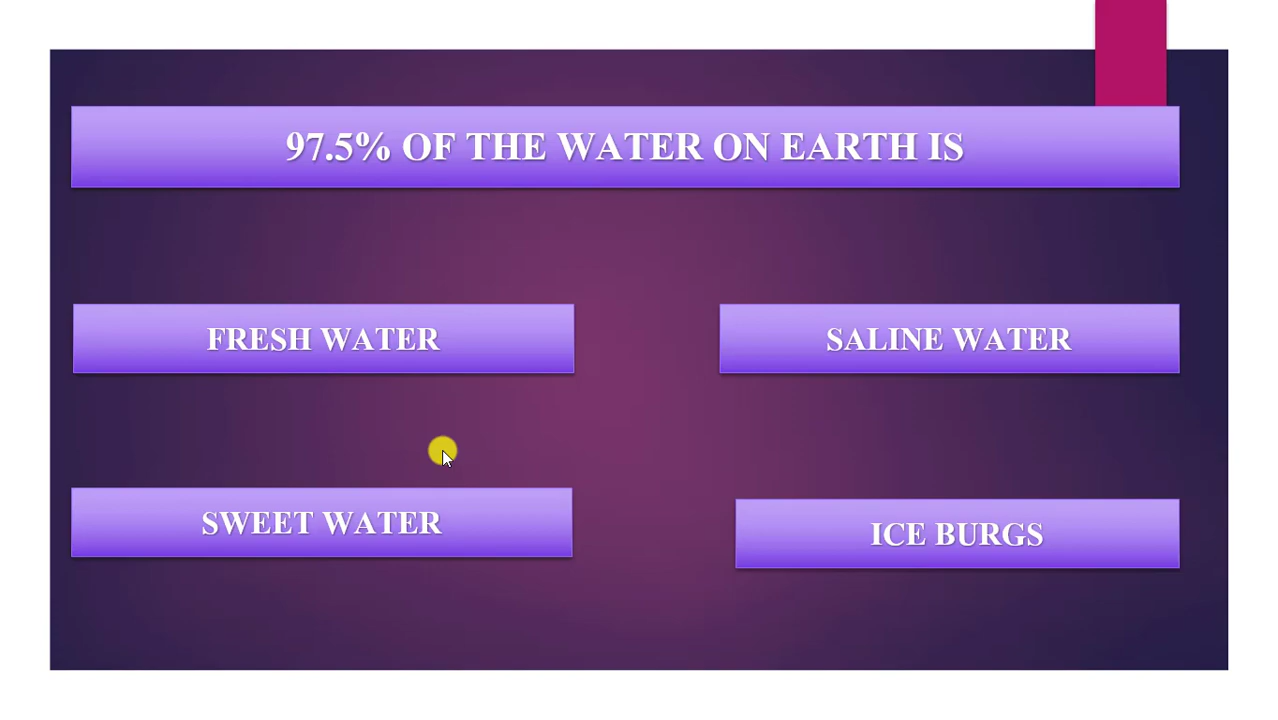 97.5% OF THE WATER ON EARTH IS
FRESH WATER
SALINE WATER
SWEET WATER
ICE BURGS